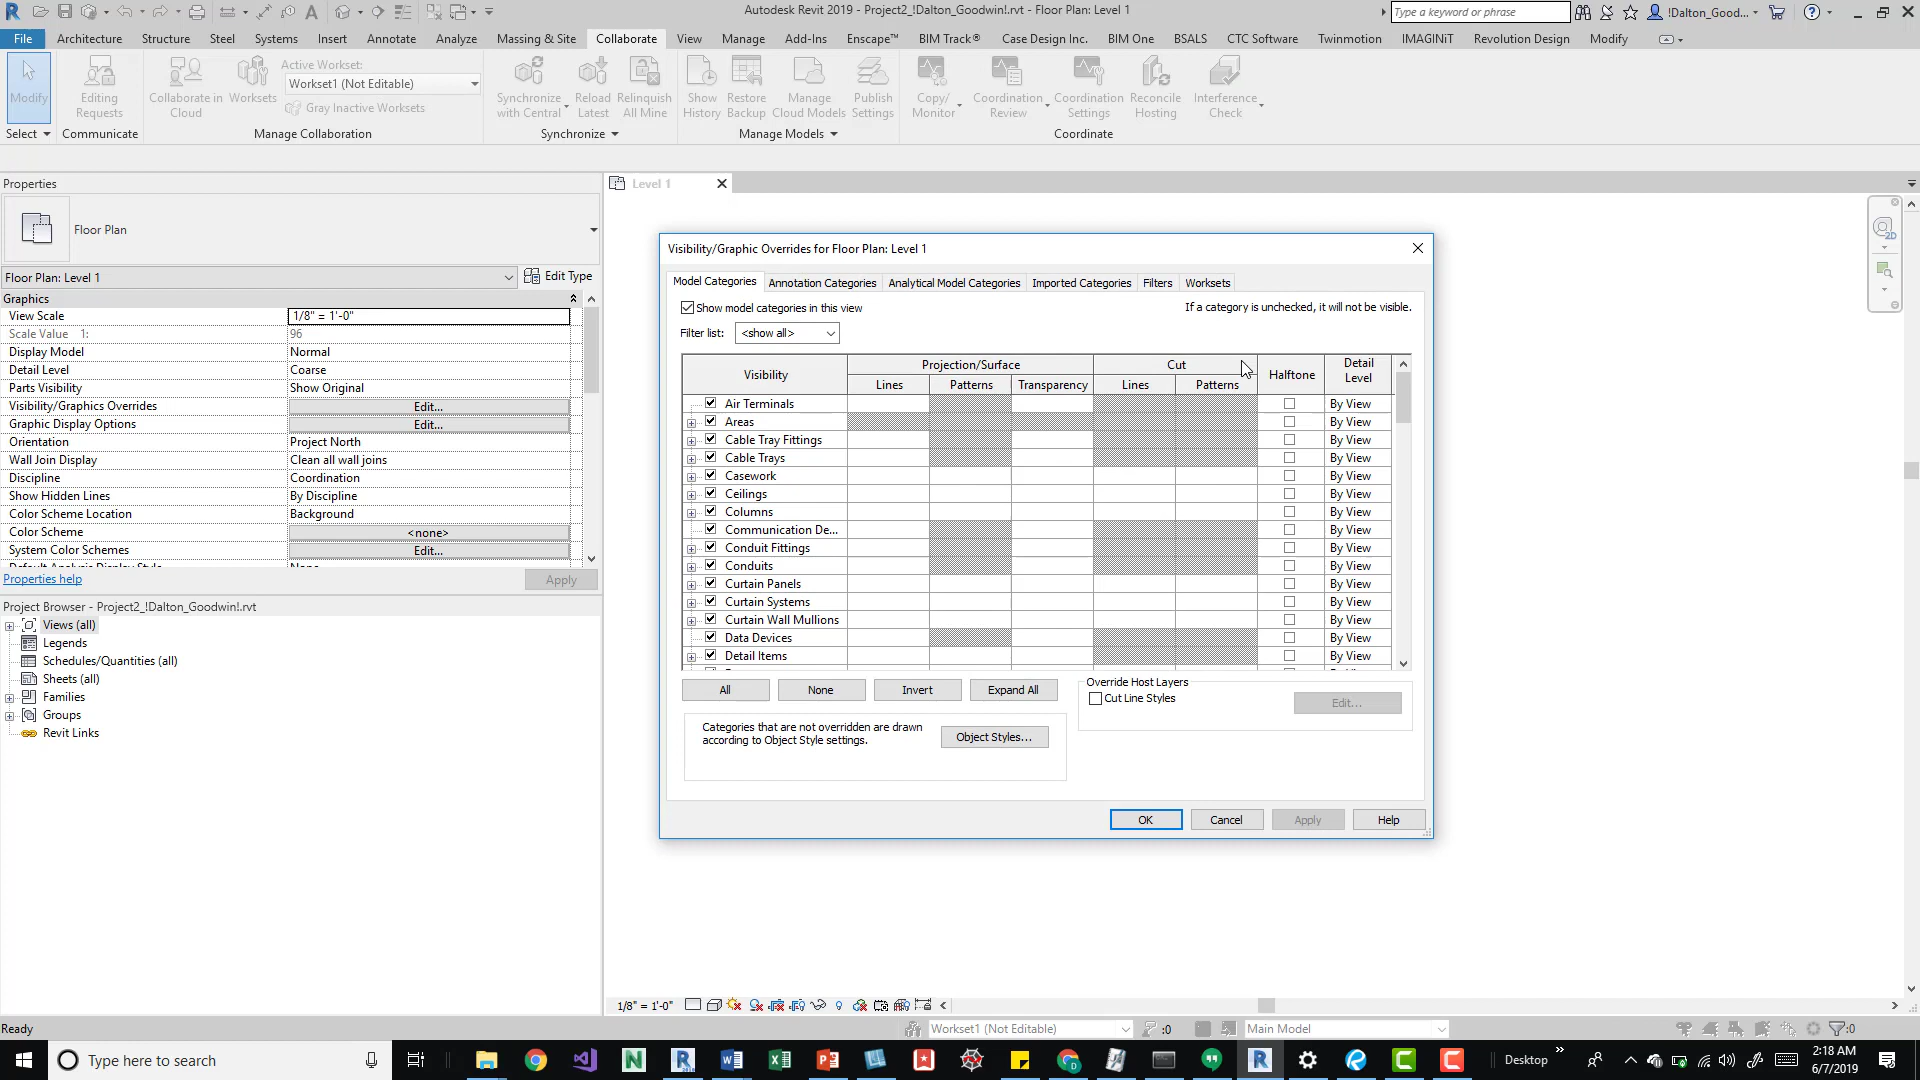 Autodesk Revit 2019 - Project2_!Dalton_Goodwin!.rvt - Floor Plan: Level 1
Type a keyword or phrase
!Dalton_Good...
File Architecture Structure Steel Systems Insert Annotate Analyze Massing & Site Collaborate View Manage Add-Ins Enscape™ BIM Track® Case Design Inc. BIM One BSALS CTC Software Twinmotion IMAGINiT Revolution Design Modify
Modify
Select
Editing Requests
Communicate
Collaborate in Cloud
Worksets
Active Workset:
Workset1 (Not Editable)
Gray Inactive Worksets
Manage Collaboration
Synchronize with Central
Reload Latest
Relinquish All Mine
Synchronize
Show History
Restore Backup
Manage Cloud Models
Publish Settings
Manage Models
Copy/ Monitor
Coordination Review
Coordination Settings
Reconcile Hosting
Interference Check
Coordinate
Properties
Floor Plan
Floor Plan: Level 1
Edit Type
Graphics
View Scale 1/8" = 1'-0"
Scale Value 1: 96
Display Model Normal
Detail Level Coarse
Parts Visibility Show Original
Visibility/Graphics Overrides Edit...
Graphic Display Options Edit...
Orientation Project North
Wall Join Display Clean all wall joins
Discipline Coordination
Show Hidden Lines By Discipline
Color Scheme Location Background
Color Scheme <none>
System Color Schemes Edit...
Default Analysis Display Style None
Properties help
Apply
Project Browser - Project2_!Dalton_Goodwin!.rvt
Views (all)
Legends
Schedules/Quantities (all)
Sheets (all)
Families
Groups
Revit Links
Level 1
2D
Visibility/Graphic Overrides for Floor Plan: Level 1
Model Categories Annotation Categories Analytical Model Categories Imported Categories Filters Worksets
Show model categories in this view
If a category is unchecked, it will not be visible.
Filter list: <show all>
Visibility Projection/Surface Cut Halftone Detail Level
Lines Patterns Transparency Lines Patterns
Air Terminals By View
Areas By View
Cable Tray Fittings By View
Cable Trays By View
Casework By View
Ceilings By View
Columns By View
Communication De... By View
Conduit Fittings By View
Conduits By View
Curtain Panels By View
Curtain Systems By View
Curtain Wall Mullions By View
Data Devices By View
Detail Items By View
All None Invert Expand All
Override Host Layers
Cut Line Styles
Edit...
Categories that are not overridden are drawn
according to Object Style settings.
Object Styles...
OK Cancel Apply Help
1/8" = 1'-0"
Ready
Workset1 (Not Editable)
:0
Main Model
:0
Type here to search
Desktop
2:18 AM
6/7/2019